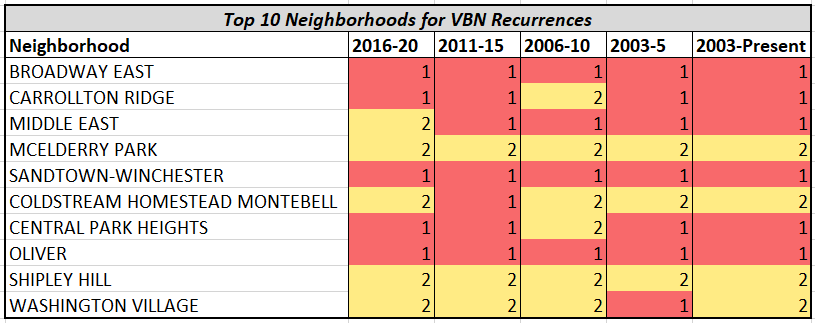 Top 10 Neighborhoods for VBN Recurrences
Neighborhood 2016-20 2011-15 2006-10 2003-5 2003-Present
BROADWAY EAST 1 1 1 1 1
CARROLLTON RIDGE 1 1 2 1 1
MIDDLE EAST 2 1 1 1 1
MCELDERRY PARK 2 2 2 2 2
SANDTOWN-WINCHESTER 1 1 1 1 1
COLDSTREAM HOMESTEAD MONTEBELL 2 1 2 2 2
CENTRAL PARK HEIGHTS 1 1 2 1 1
OLIVER 1 1 1 1 1
SHIPLEY HILL 2 2 2 2 2
WASHINGTON VILLAGE 2 2 2 1 2